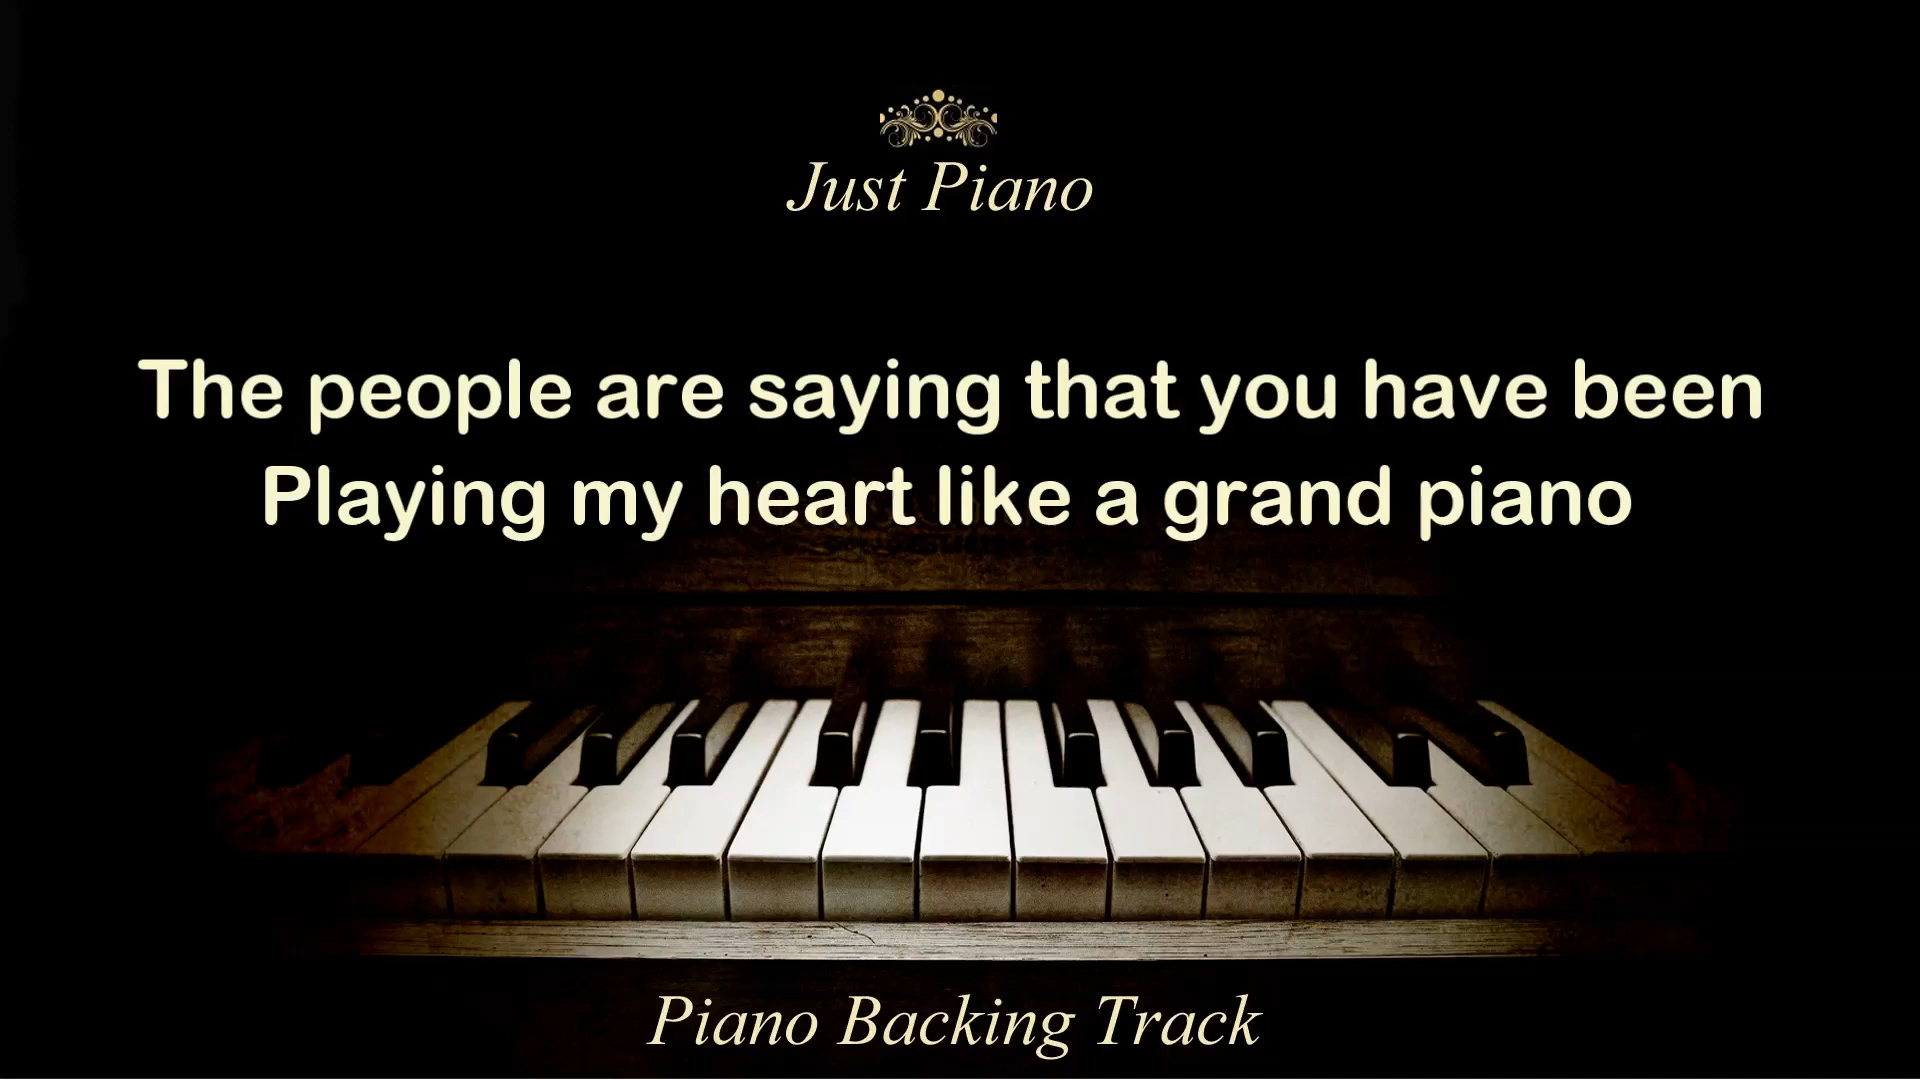 Just Piano
The people are saying that you have been
Playing my heart like a grand piano
Piano Backing Track